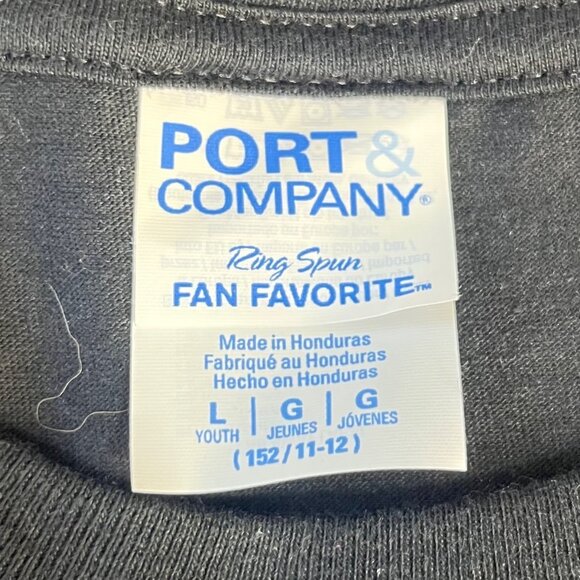 PORT &
COMPANY®
Ring Spun
FAN FAVORITE™
Made in Honduras
Fabriqué au Honduras
Hecho en Honduras
L | G | G
YOUTH | JEUNES | JÓVENES
(152/11-12)